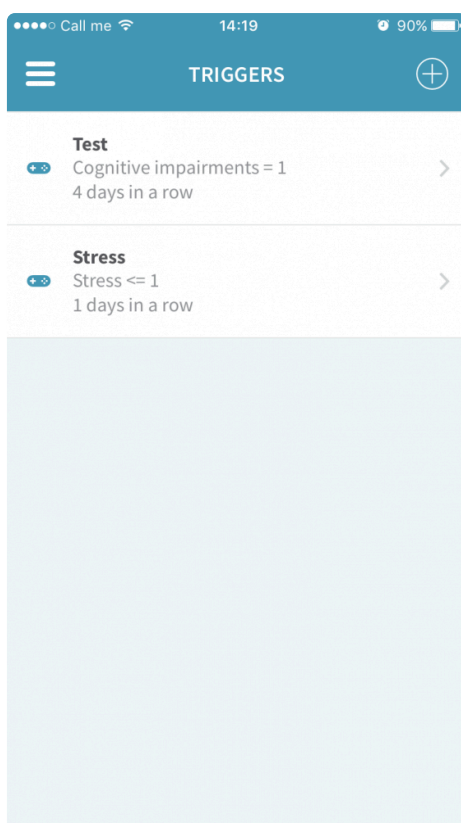 Call me 14:19 90%
TRIGGERS
Test
Cognitive impairments = 1
4 days in a row
Stress
Stress <= 1
1 days in a row